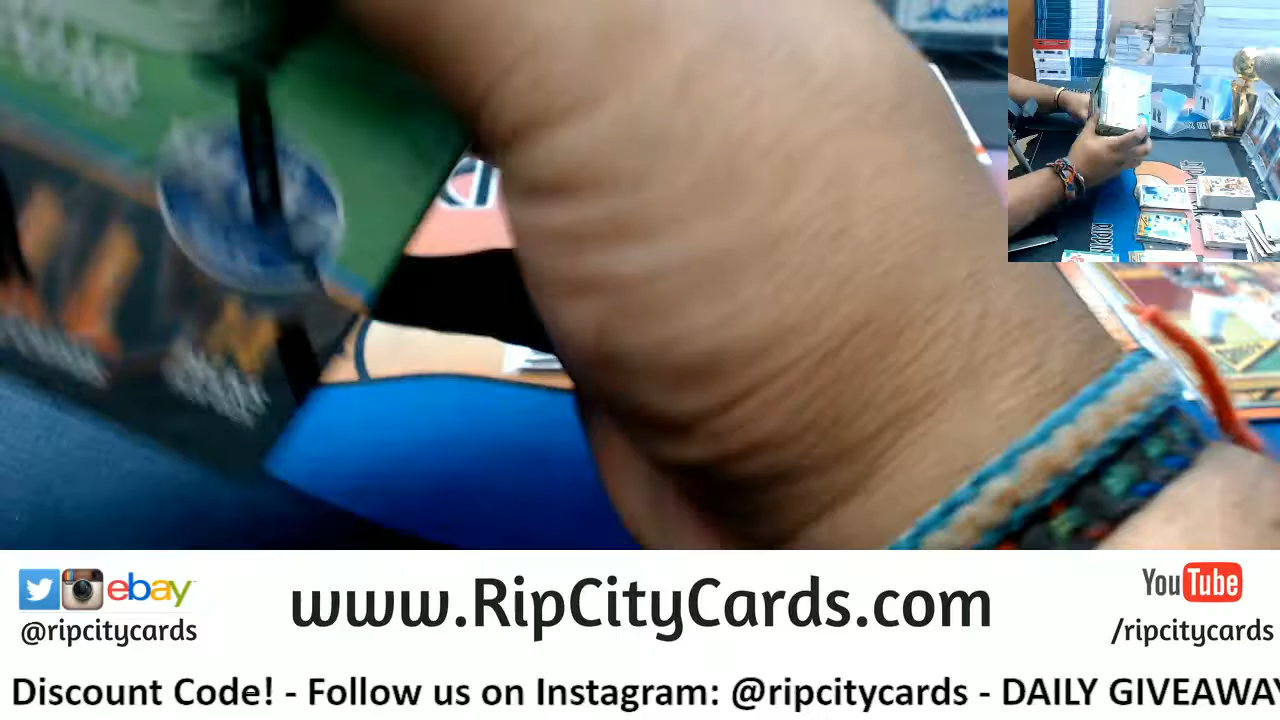 ebay
@ripcitycards
www.RipCityCards.com
YouTube
/ripcitycards
Discount Code! - Follow us on Instagram: @ripcitycards - DAILY GIVEAWAY